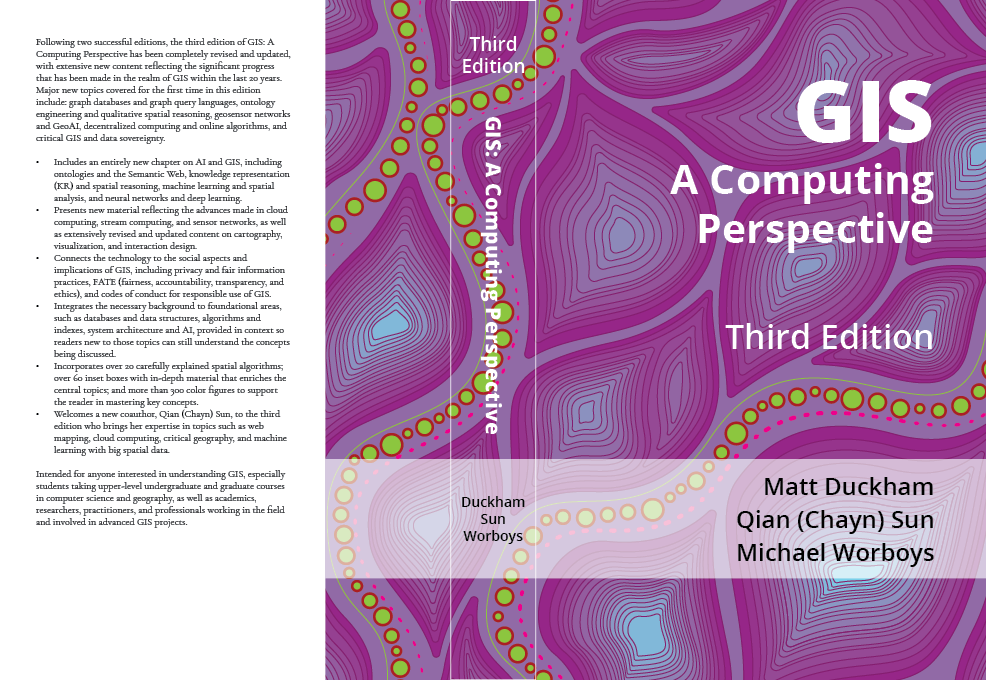 Following two successful editions, the third edition of GIS: A
Computing Perspective has been completely revised and updated,
with extensive new content reflecting the significant progress
that has been made in the realm of GIS within the last 20 years.
Major new topics covered for the first time in this edition
include: graph databases and graph query languages, ontology
engineering and qualitative spatial reasoning, geosensor networks
and GeoAI, decentralized computing and online algorithms, and
critical GIS and data sovereignty.
• Includes an entirely new chapter on AI and GIS, including
ontologies and the Semantic Web, knowledge representation
(KR) and spatial reasoning, machine learning and spatial
analysis, and neural networks and deep learning.
• Presents new material reflecting the advances made in cloud
computing, stream computing, and sensor networks, as well
as extensively revised and updated content on cartography,
visualization, and interaction design.
• Connects the technology to the social aspects and
implications of GIS, including privacy and fair information
practices, FATE (fairness, accountability, transparency, and
ethics), and codes of conduct for responsible use of GIS.
• Integrates the necessary background to foundational areas,
such as databases and data structures, algorithms and
indexes, system architecture and AI, provided in context so
readers new to those topics can still understand the concepts
being discussed.
• Incorporates over 20 carefully explained spatial algorithms;
over 60 inset boxes with in-depth material that enriches the
central topics; and more than 300 color figures to support
the reader in mastering key concepts.
• Welcomes a new coauthor, Qian (Chayn) Sun, to the third
edition who brings her expertise in topics such as web
mapping, cloud computing, critical geography, and machine
learning with big spatial data.
Intended for anyone interested in understanding GIS, especially
students taking upper-level undergraduate and graduate courses
in computer science and geography, as well as academics,
researchers, practitioners, and professionals working in the field
and involved in advanced GIS projects.
Third
Edition
GIS: A Computing Perspective
Duckham
Sun
Worboys
GIS
A Computing
Perspective
Third Edition
Matt Duckham
Qian (Chayn) Sun
Michael Worboys